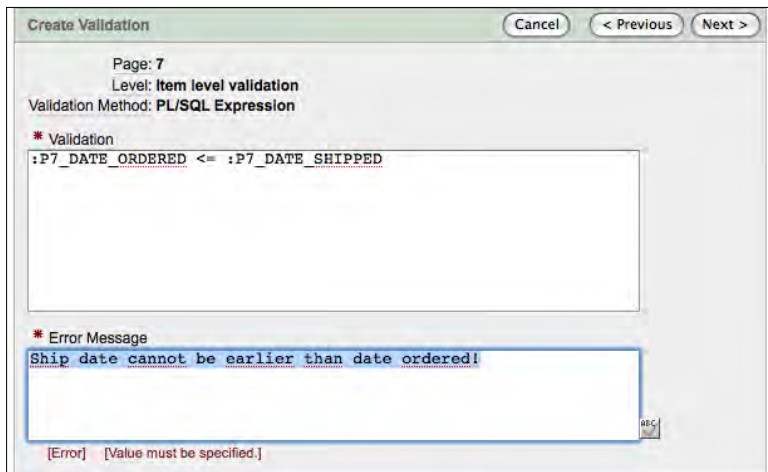 Create Validation
Cancel
< Previous
Next >
Page: 7
Level: Item level validation
Validation Method: PL/SQL Expression
* Validation
:P7_DATE_ORDERED <= :P7_DATE_SHIPPED
* Error Message
Ship date cannot be earlier than date ordered!
ABC
[Error] [Value must be specified.]